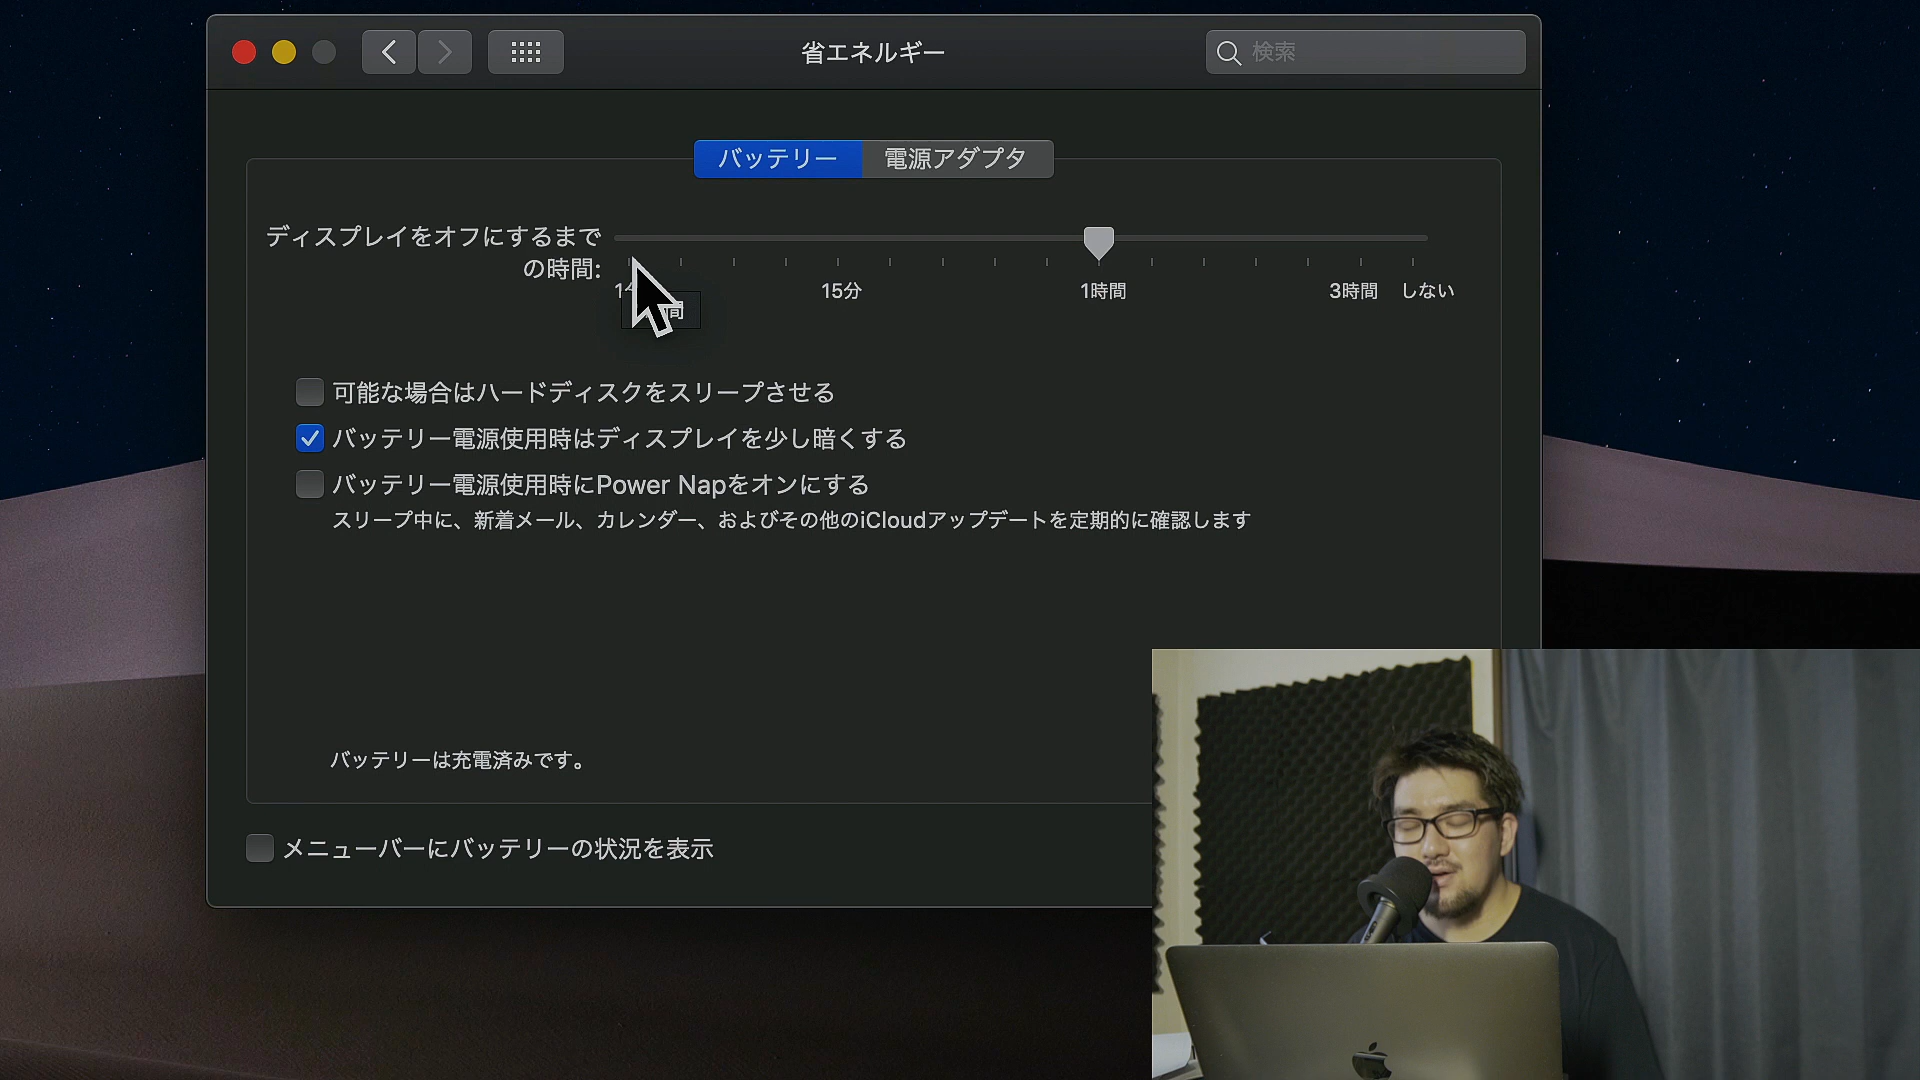 省エネルギー
検索
バッテリー
電源アダプタ
ディスプレイをオフにするまで
の時間:
15分
1時間
3時間
しない
可能な場合はハードディスクをスリープさせる
バッテリー電源使用時はディスプレイを少し暗くする
バッテリー電源使用時にPower Napをオンにする
スリープ中に、新着メール、カレンダー、およびその他のiCloudアップデートを定期的に確認します
バッテリーは充電済みです。
メニューバーにバッテリーの状況を表示